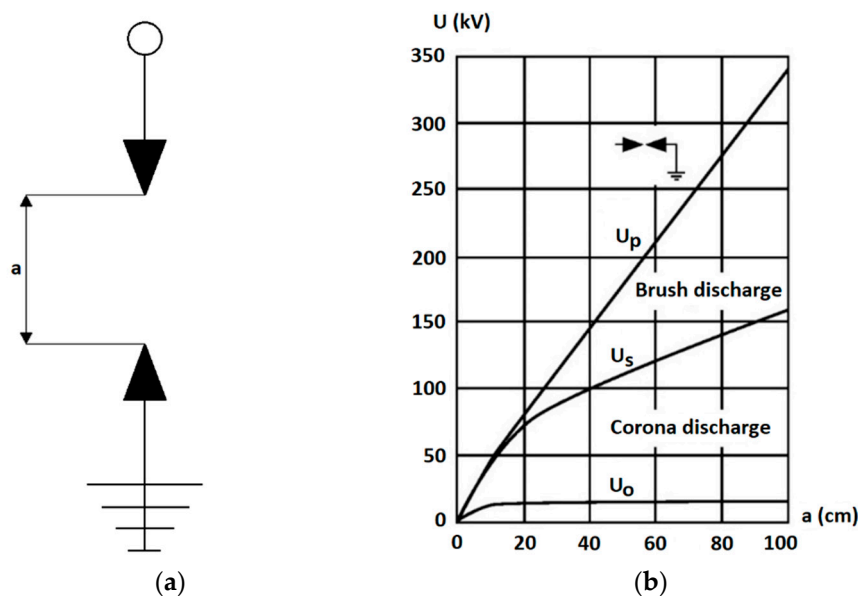 a
(a)
U (kV)
350
300
250
200
150
100
50
0
Up
Brush discharge
Us
Corona discharge
Uo
a (cm)
0 20 40 60 80 100
(b)